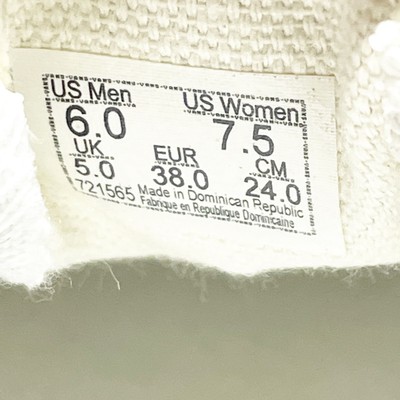 US Men US Women
6.0 7.5
UK EUR CM
5.0 38.0 24.0
721565 Made in Dominican Republic
Fabrique en Republique Dominicaine